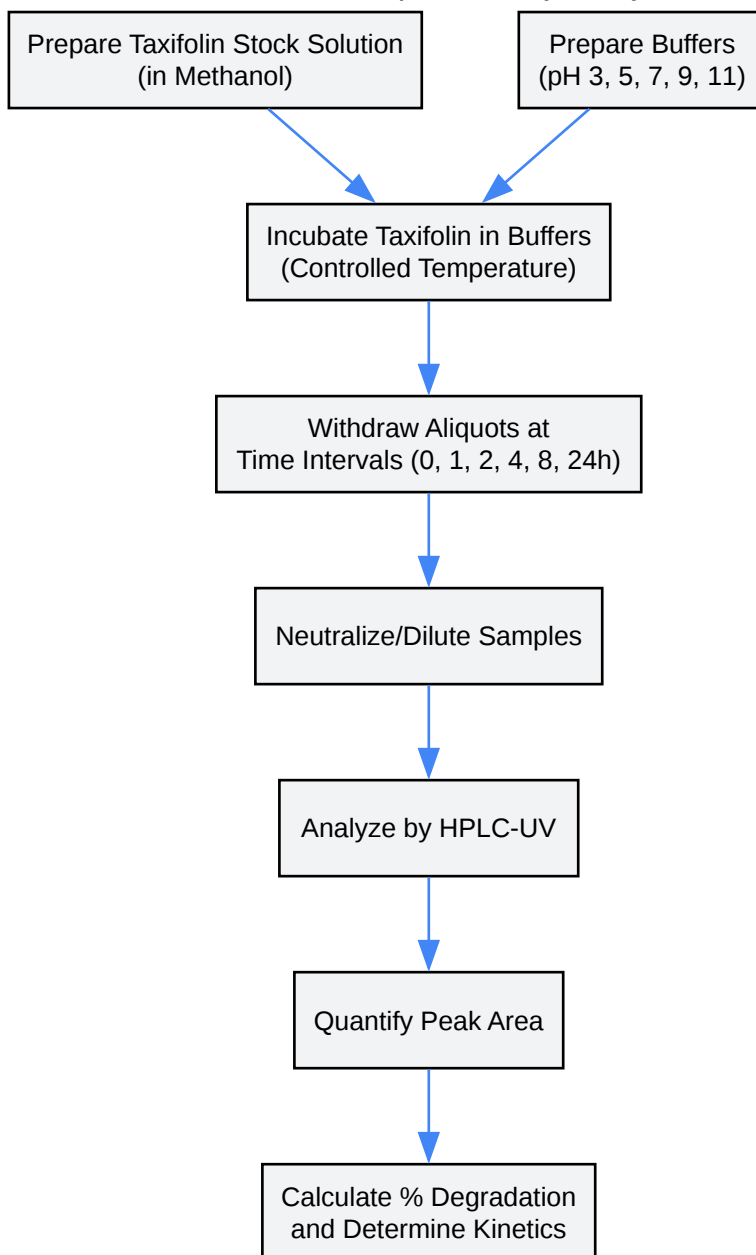 Prepare Taxifolin Stock Solution
(in Methanol)
Prepare Buffers
(pH 3, 5, 7, 9, 11)
Incubate Taxifolin in Buffers
(Controlled Temperature)
Withdraw Aliquots at
Time Intervals (0, 1, 2, 4, 8, 24h)
Neutralize/Dilute Samples
Analyze by HPLC-UV
Quantify Peak Area
Calculate % Degradation
and Determine Kinetics